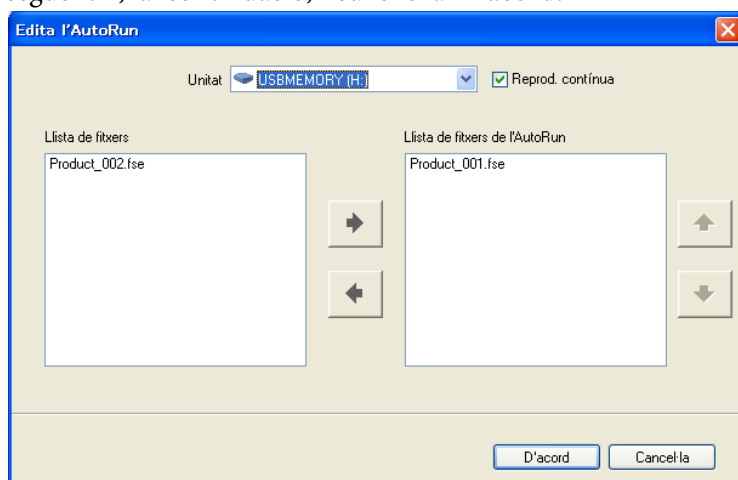 Edita l'AutoRun
Unitat USBMEMORY (H:) Reprod. contínua
Llista de fitxers
Product_002.fse
Llista de fitxers de l'AutoRun
Product_001.fse
D'acord Cancel·la